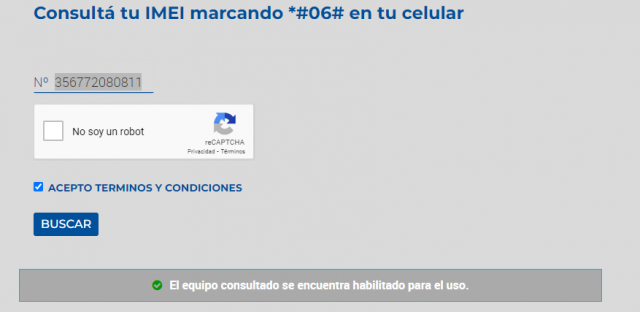 Consultá tu IMEI marcando *#06# en tu celular
Nº 356772080811
No soy un robot
reCAPTCHA
Privacidad - Términos
ACEPTO TERMINOS Y CONDICIONES
BUSCAR
El equipo consultado se encuentra habilitado para el uso.